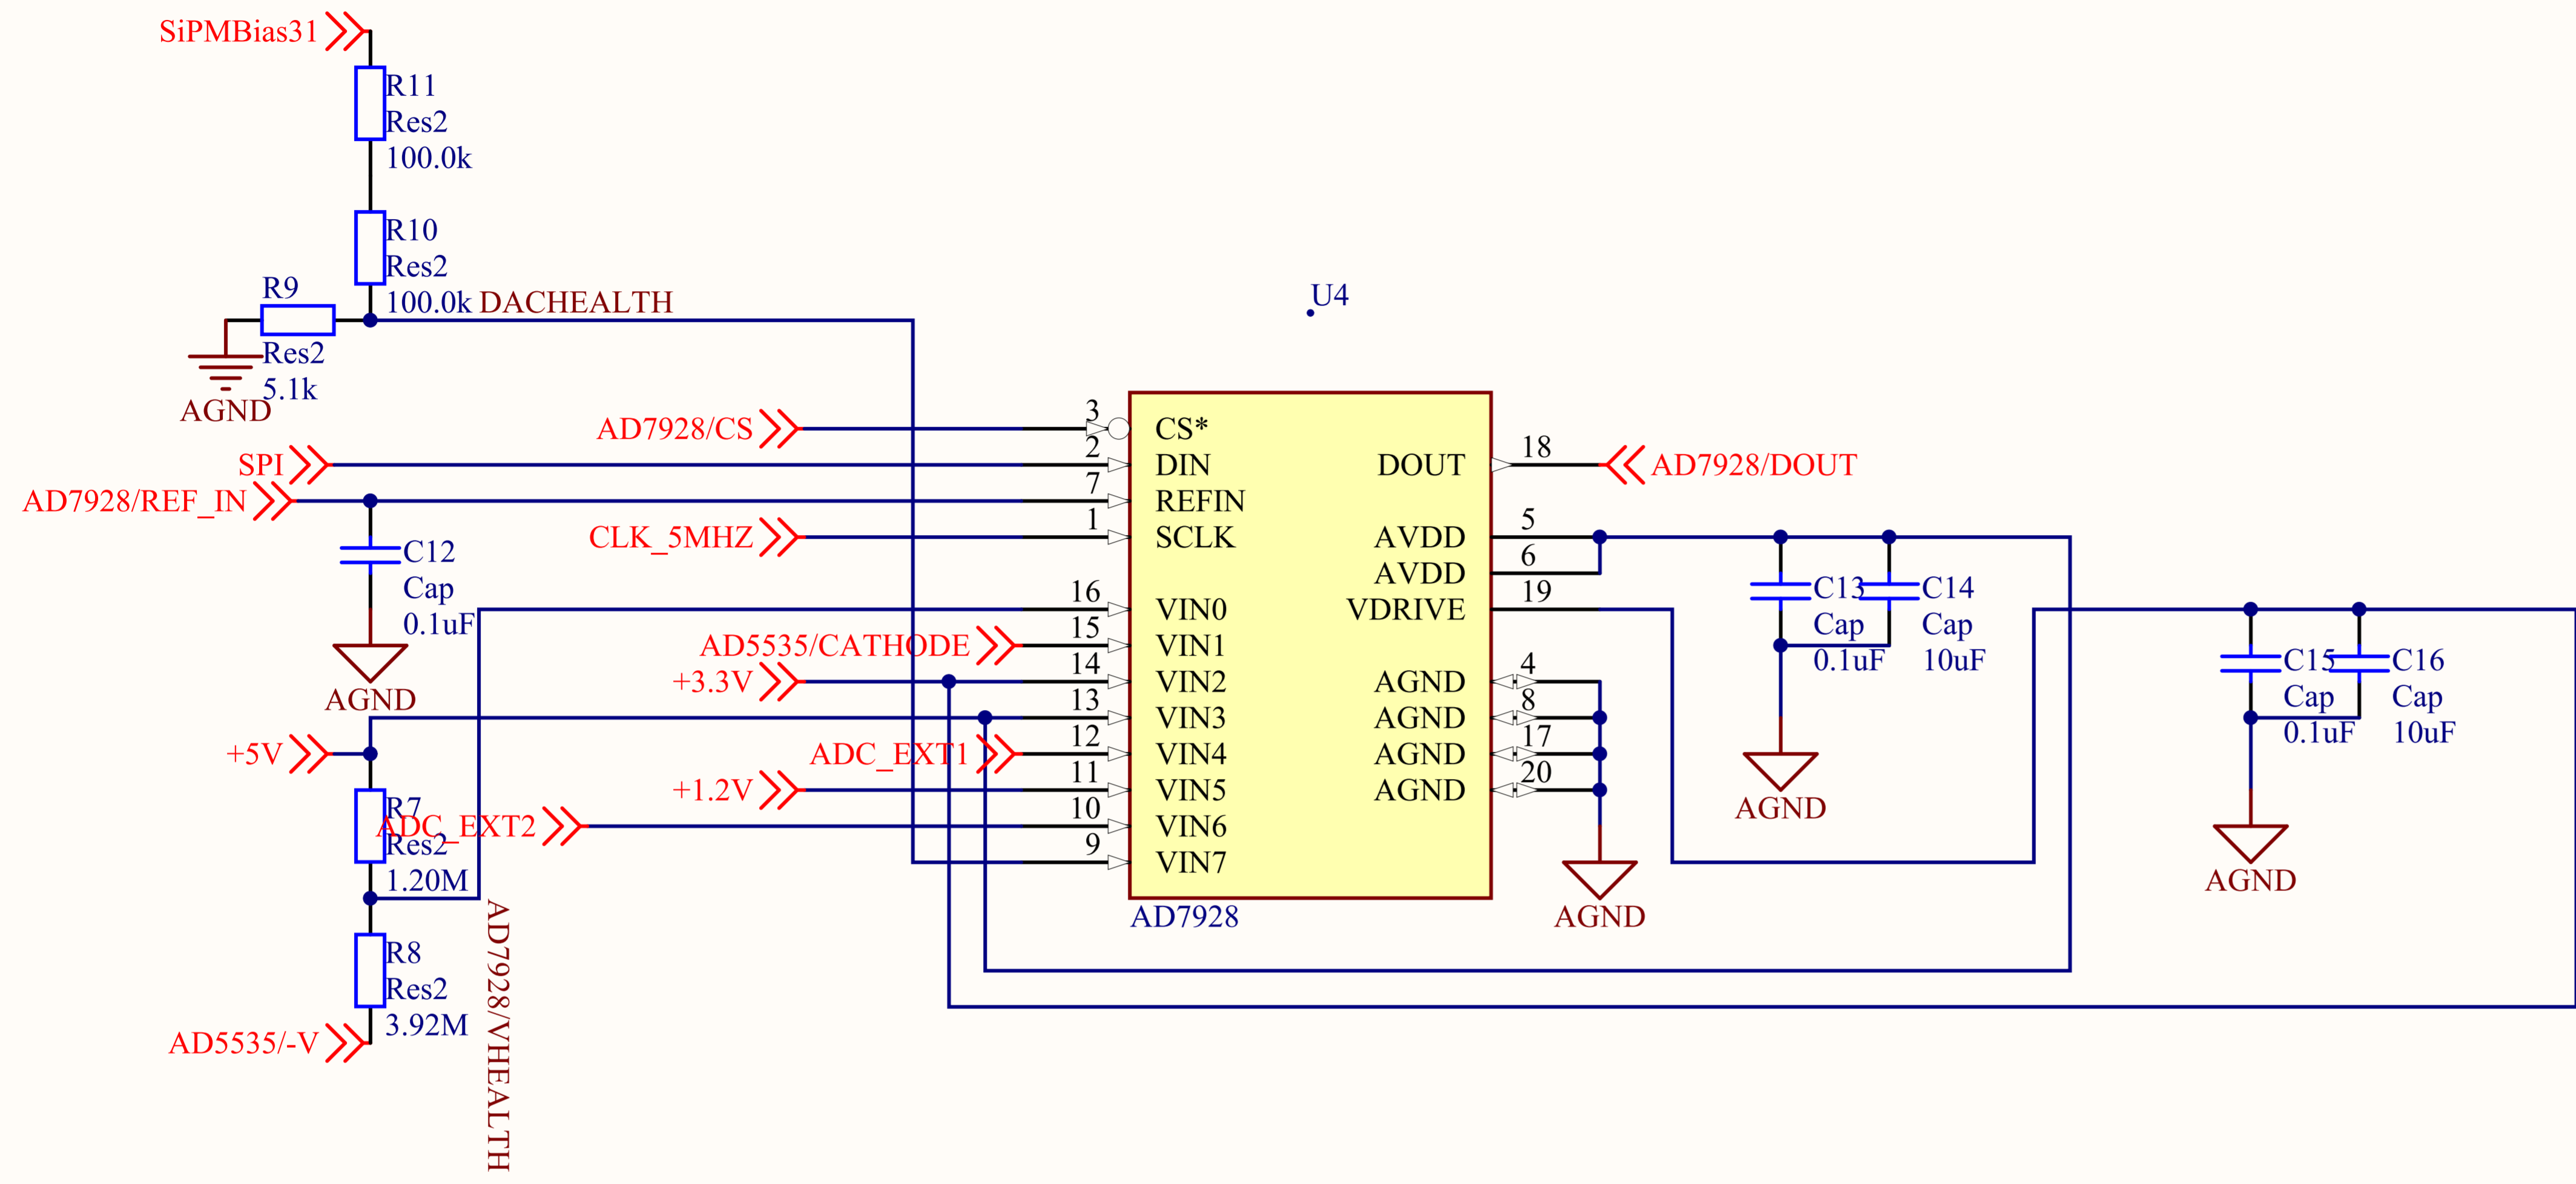 SiPMBias31
R11
Res2
100.0k
R10
Res2
100.0k
DACHEALTH
R9
Res2
5.1k
AGND
U4
AD7928/CS
SPI
AD7928/REF_IN
CLK_5MHZ
C12
Cap
0.1uF
AGND
AD5535/CATHODE
+3.3V
+5V
ADC_EXT1
+1.2V
ADC_EXT2
R7
Res2
1.20M
R8
Res2
3.92M
AD5535/-V
AD7928/VHEALTH
3 CS*
2 DIN
7 REFIN
1 SCLK
16 VIN0
15 VIN1
14 VIN2
13 VIN3
12 VIN4
11 VIN5
10 VIN6
9 VIN7
DOUT 18
AVDD 5
AVDD 6
VDRIVE 19
AGND 4
AGND 8
AGND 17
AGND 20
AD7928
AD7928/DOUT
AGND
C13
Cap
0.1uF
C14
Cap
10uF
AGND
C15
Cap
0.1uF
C16
Cap
10uF
AGND